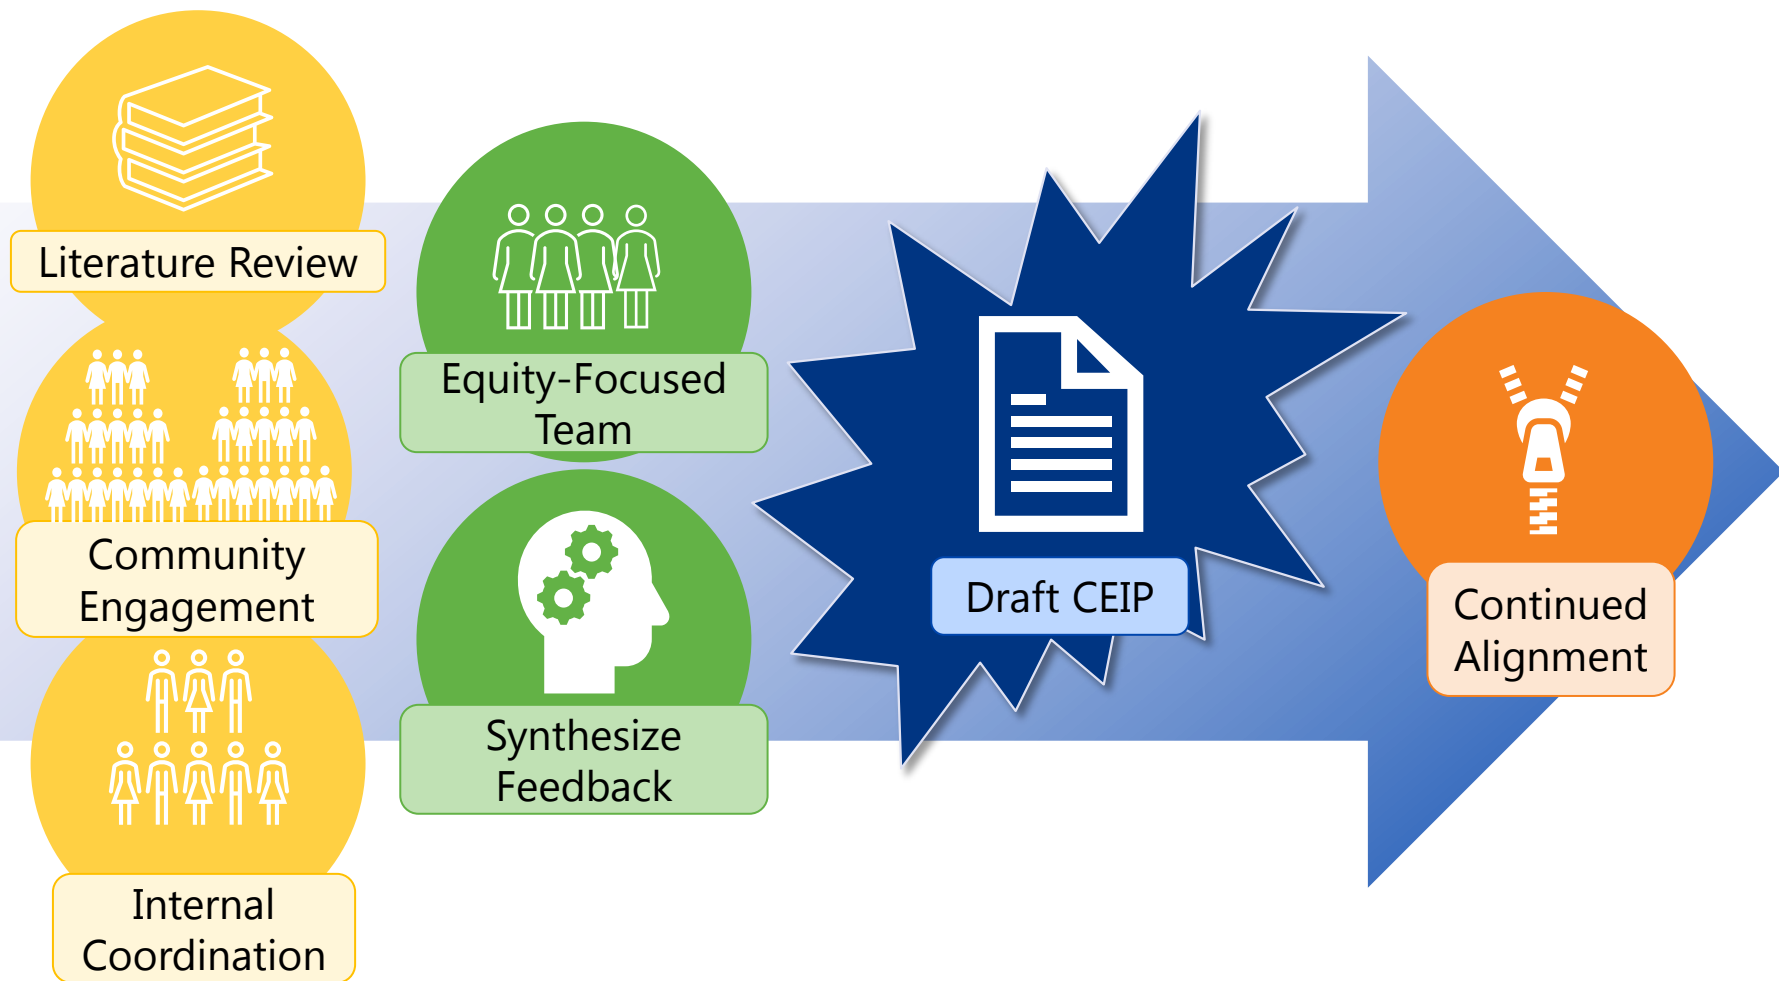 Literature Review
Community
Engagement
Internal
Coordination
Equity-Focused
Team
Synthesize
Feedback
Draft CEIP
Continued
Alignment